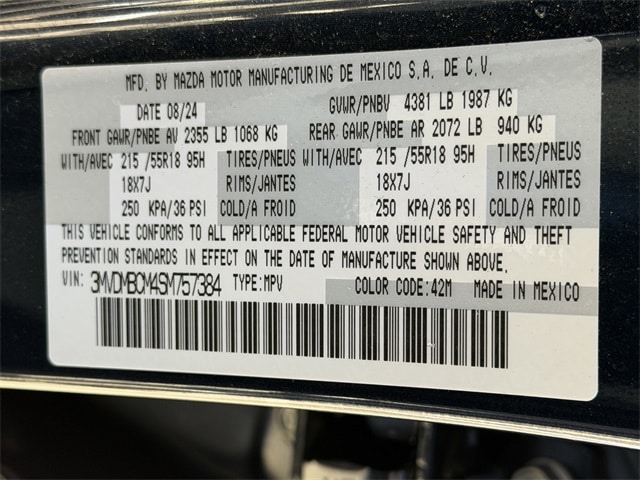 MFD. BY MAZDA MOTOR MANUFACTURING DE MEXICO S.A. DE C.V.
DATE 08/24 GVWR/PNBV 4381 LB 1987 KG
FRONT GAWR/PNBE AV 2355 LB 1068 KG REAR GAWR/PNBE AR 2072 LB 940 KG
WITH/AVEC 215 /55R18 95H TIRES/PNEUS WITH/AVEC 215 /55R18 95H TIRES/PNEUS
18X7J RIMS/JANTES 18X7J RIMS/JANTES
250 KPA/36 PSI COLD/A FROID 250 KPA/36 PSI COLD/A FROID
THIS VEHICLE CONFORMS TO ALL APPLICABLE FEDERAL MOTOR VEHICLE SAFETY AND THEFT
PREVENTION STANDARDS IN EFFECT ON THE DATE OF MANUFACTURE SHOWN ABOVE.
VIN: 3MVDMBCM4SM757384 TYPE:MPV COLOR CODE:42M MADE IN MEXICO